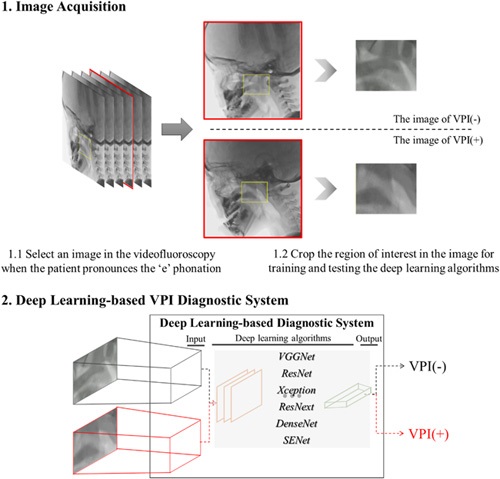 1. Image Acquisition
The image of VPI(-)
The image of VPI(+)
1.1 Select an image in the videofluoroscopy
when the patient pronounces the ‘e’ phonation
1.2 Crop the region of interest in the image for
training and testing the deep learning algorithms
2. Deep Learning-based VPI Diagnostic System
Deep Learning-based Diagnostic System
Input
Deep learning algorithms
Output
VGGNet
ResNet
Xception
ResNext
DenseNet
SENet
VPI(-)
VPI(+)